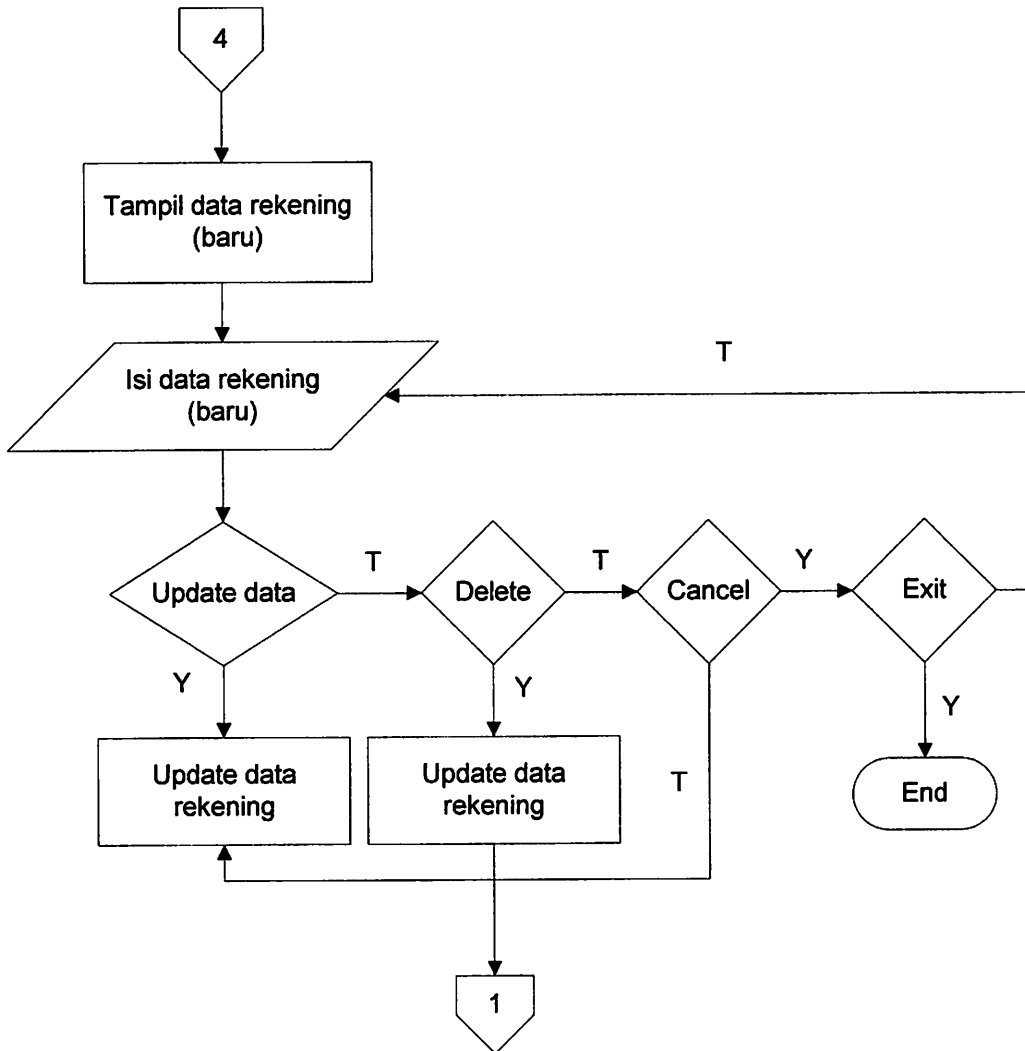 4
Tampil data rekening
(baru)
T
Isi data rekening
(baru)
Update data
T
Delete
T
Cancel
Y
Exit
Y
Y
Y
Update data
rekening
Update data
rekening
T
End
1